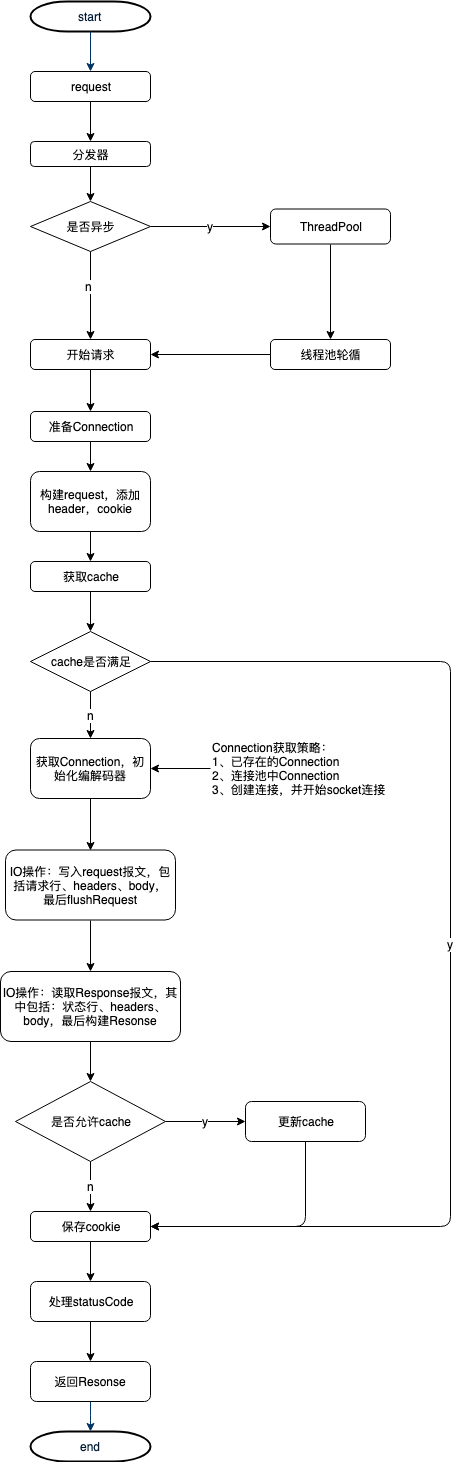 start
request
分发器
是否异步
y
ThreadPool
n
开始请求
线程池轮循
准备Connection
构建request，添加
header，cookie
获取cache
cache是否满足
n
获取Connection，初
始化编解码器
Connection获取策略：
1、已存在的Connection
2、连接池中Connection
3、创建连接，并开始socket连接
IO操作：写入request报文，包
括请求行、headers、body，
最后flushRequest
y
IO操作：读取Response报文，其
中包括：状态行、headers、
body，最后构建Resonse
是否允许cache
y
更新cache
n
保存cookie
处理statusCode
返回Resonse
end